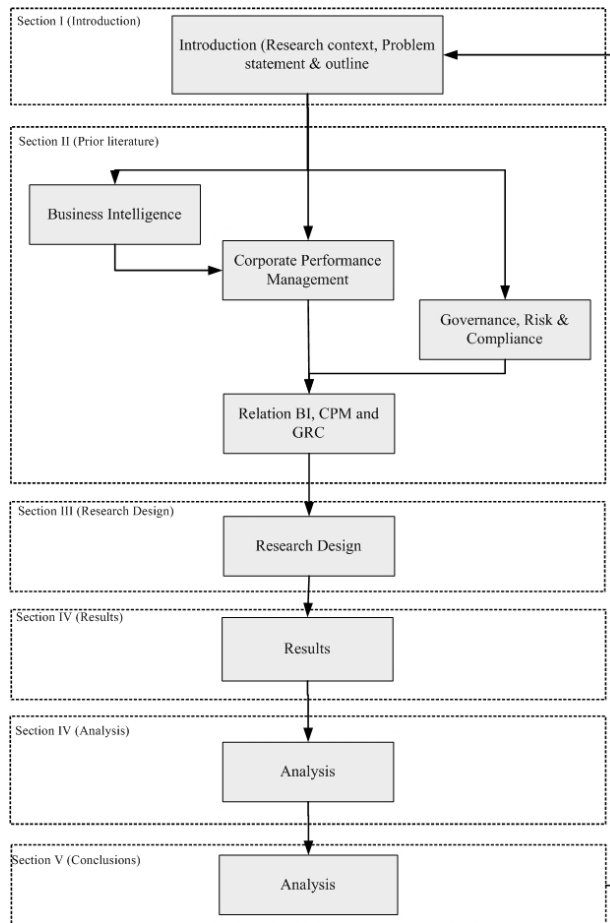 Section I (Introduction)
Introduction (Research context, Problem
statement & outline
Section II (Prior literature)
Business Intelligence
Corporate Performance
Management
Governance, Risk &
Compliance
Relation BI, CPM and
GRC
Section III (Research Design)
Research Design
Section IV (Results)
Results
Section IV (Analysis)
Analysis
Section V (Conclusions)
Analysis